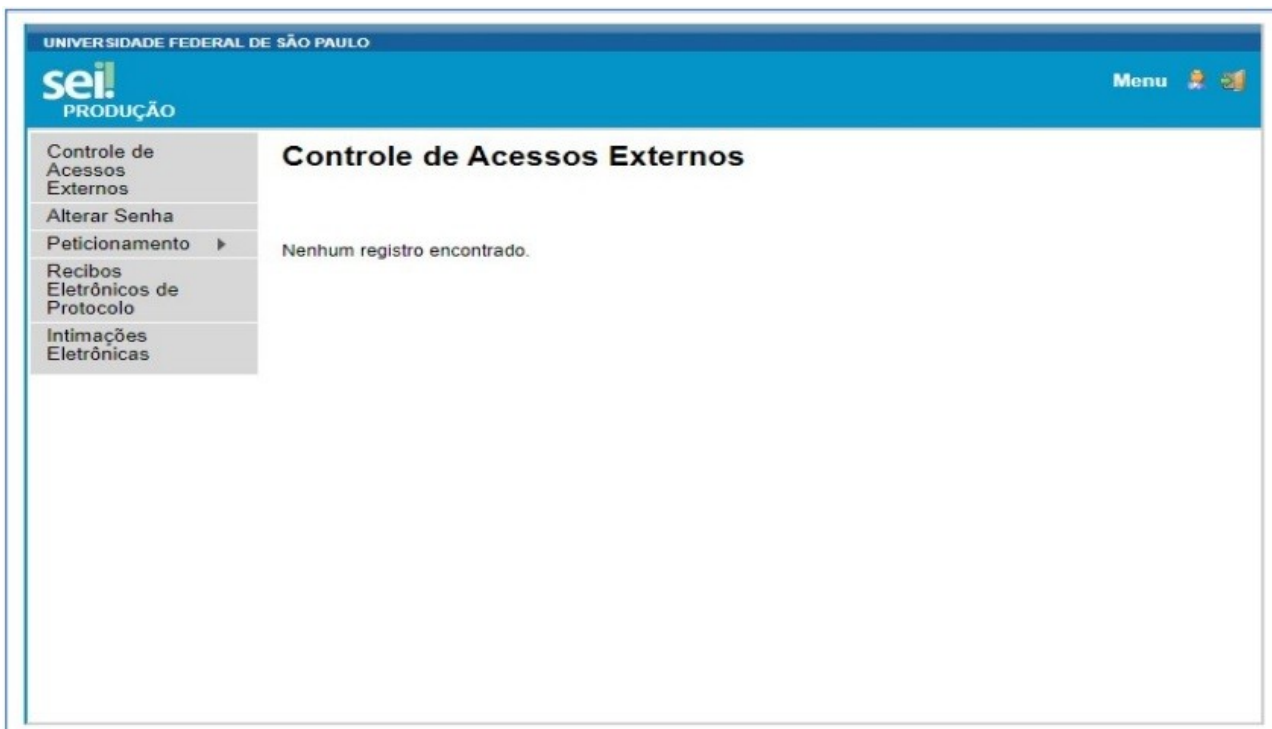 UNIVERSIDADE FEDERAL DE SÃO PAULO
sei!
PRODUÇÃO
Menu
Controle de
Acessos
Externos
Alterar Senha
Peticionamento
Recibos
Eletrônicos de
Protocolo
Intimações
Eletrônicas
Controle de Acessos Externos
Nenhum registro encontrado.